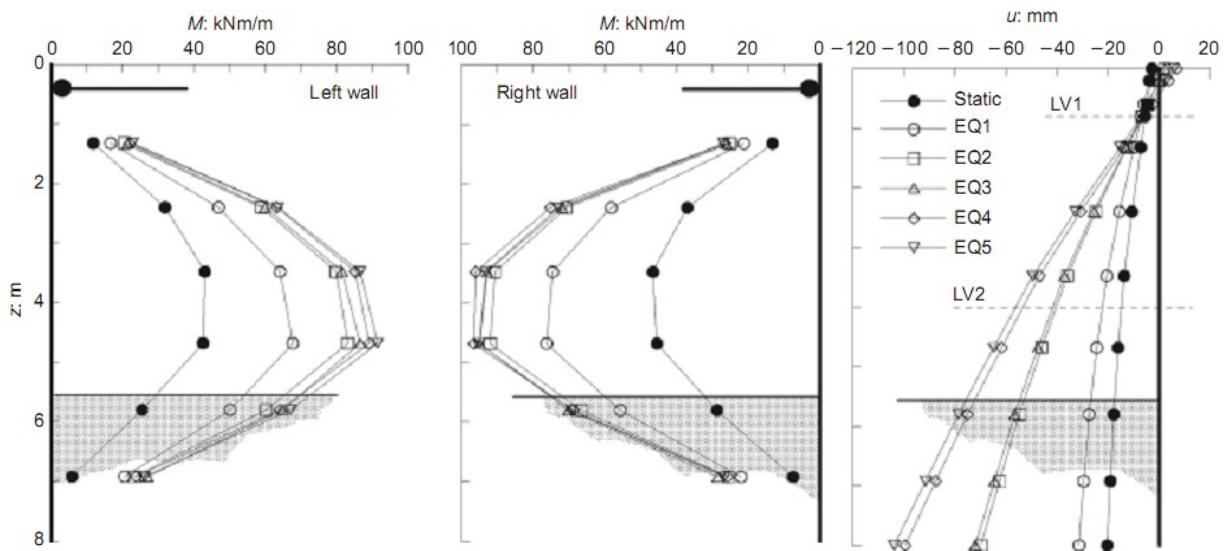 M: kNm/m
0 20 40 60 80 100
M: kNm/m
100 80 60 40 20 0
u: mm
−120 −100 −80 −60 −40 −20 0 20
0
2
4
6
8
z: m
Left wall
Right wall
Static
EQ1
EQ2
EQ3
EQ4
EQ5
LV1
LV2